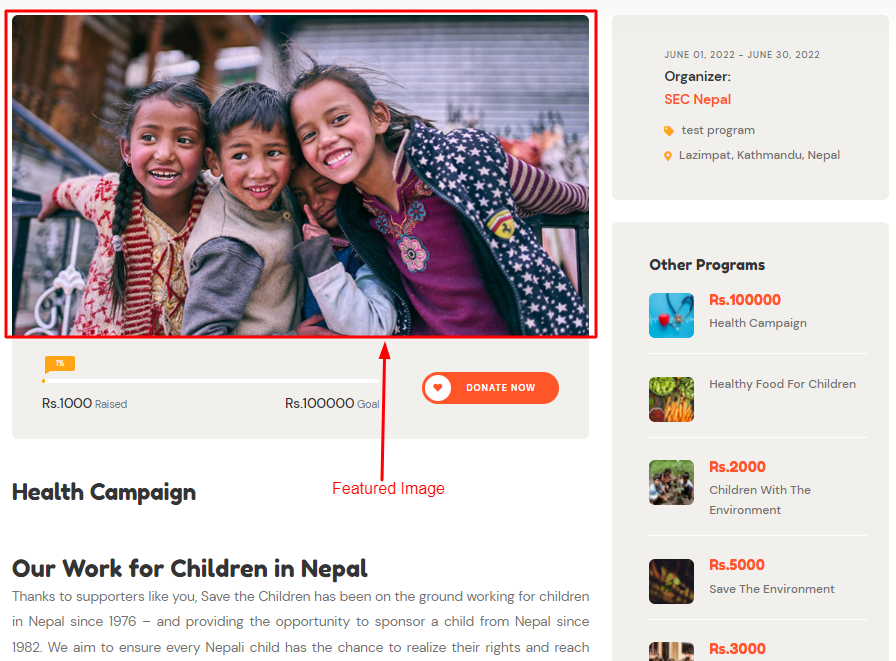 1%
Rs.1000 Raised
Rs.100000 Goal
DONATE NOW
Featured Image
Health Campaign
Our Work for Children in Nepal
Thanks to supporters like you, Save the Children has been on the ground working for children
in Nepal since 1976 – and providing the opportunity to sponsor a child from Nepal since
1982. We aim to ensure every Nepali child has the chance to realize their rights and reach
JUNE 01, 2022 - JUNE 30, 2022
Organizer:
SEC Nepal
test program
Lazimpat, Kathmandu, Nepal
Other Programs
Rs.100000
Health Campaign
Healthy Food For Children
Rs.2000
Children With The
Environment
Rs.5000
Save The Environment
Rs.3000